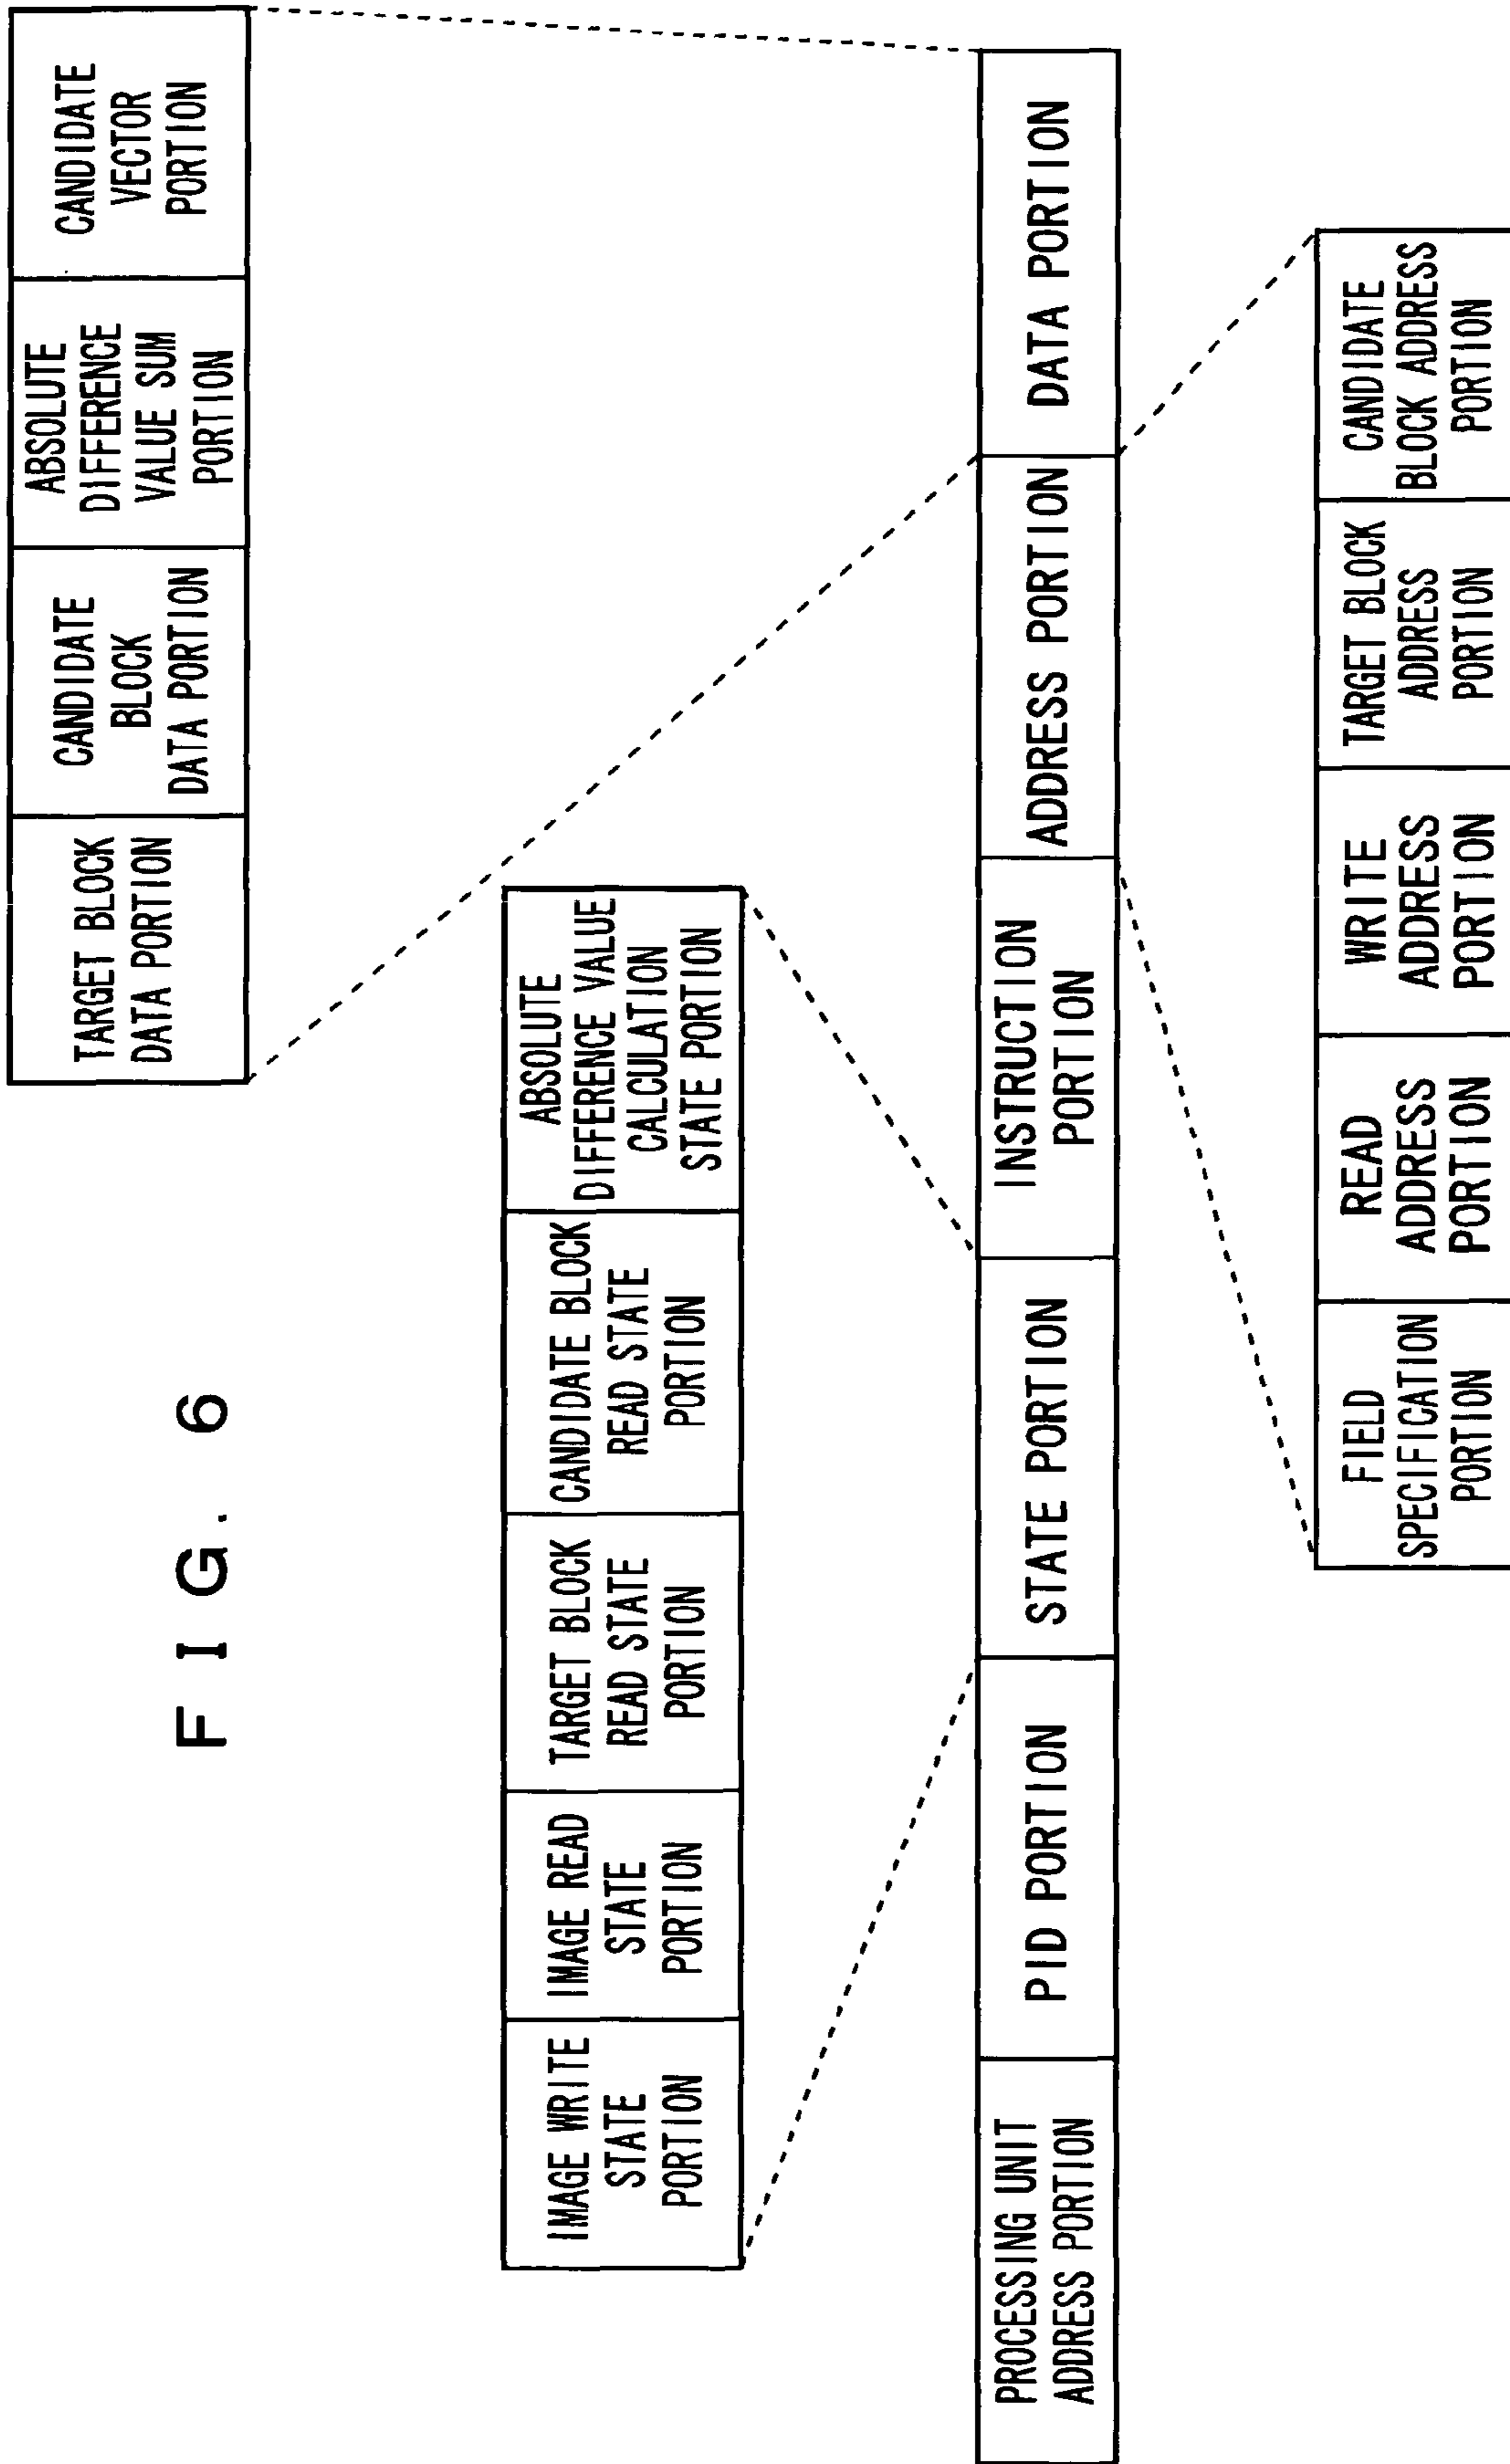 FIG. 6
TARGET BLOCK
DATA PORTION
CANDIDATE
BLOCK
DATA PORTION
ABSOLUTE
DIFFERENCE
VALUE SUM
PORTION
CANDIDATE
VECTOR
PORTION
IMAGE WRITE
STATE
PORTION
IMAGE READ
STATE
PORTION
TARGET BLOCK
READ STATE
PORTION
CANDIDATE BLOCK
READ STATE
PORTION
ABSOLUTE
DIFFERENCE VALUE
CALCULATION
STATE PORTION
PROCESSING UNIT
ADDRESS PORTION
PID PORTION
STATE PORTION
INSTRUCTION
PORTION
ADDRESS PORTION
DATA PORTION
FIELD
SPECIFICATION
PORTION
READ
ADDRESS
PORTION
WRITE
ADDRESS
PORTION
TARGET BLOCK
ADDRESS
PORTION
CANDIDATE
BLOCK ADDRESS
PORTION